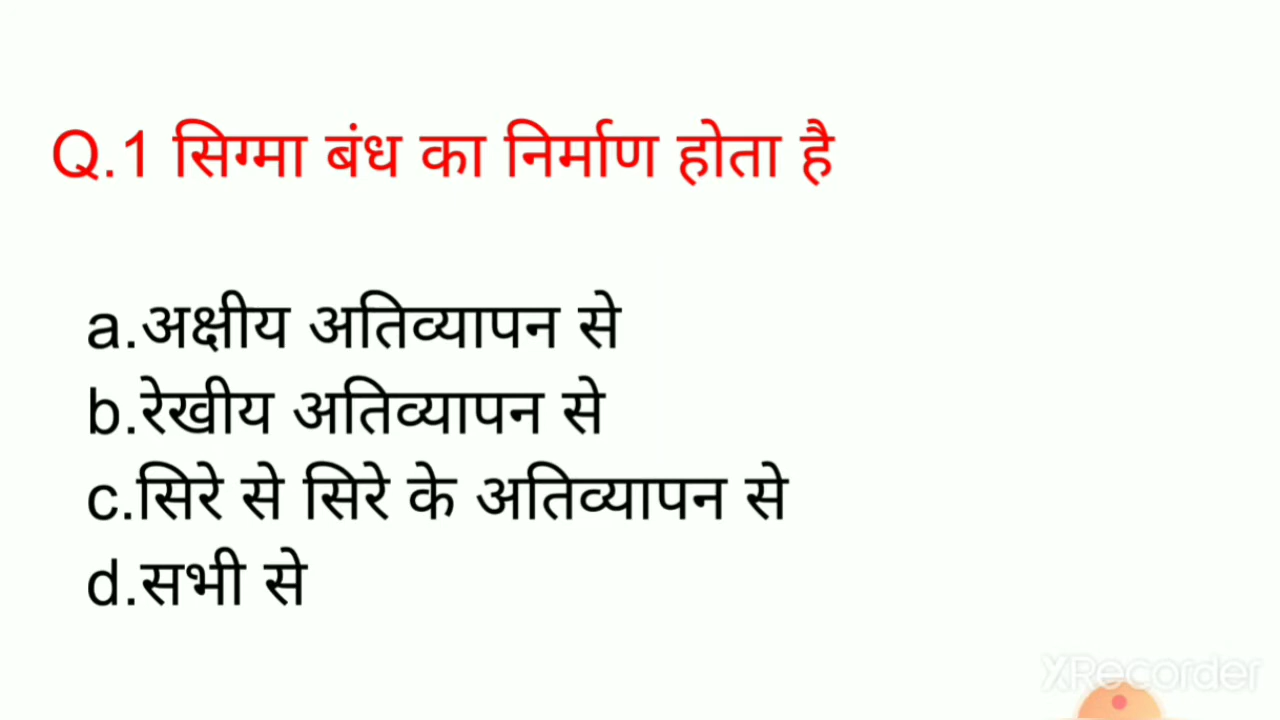 Q.1 सिग्मा बंध का निर्माण होता है
a.अक्षीय अतिव्यापन से
b.रेखीय अतिव्यापन से
c.सिरे से सिरे के अतिव्यापन से
d.सभी से
XRecorder